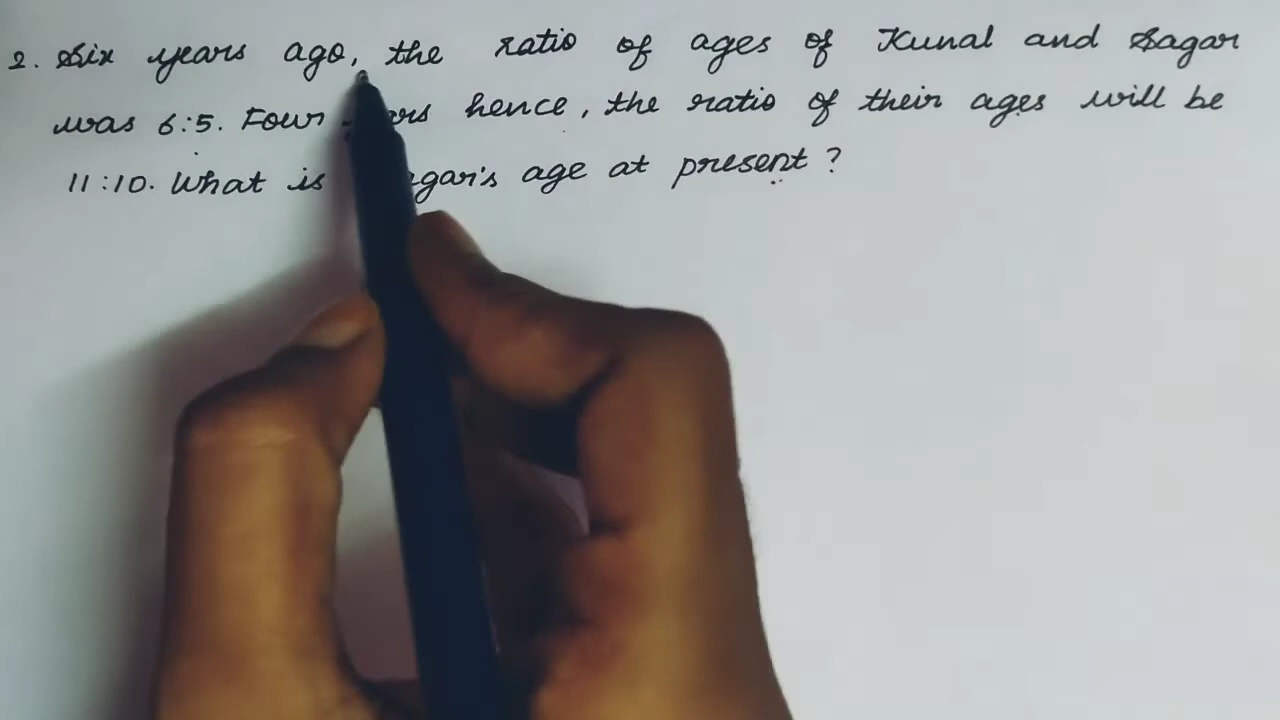 2. Six years ago, the ratio of ages of Kunal and Sagar
was 6:5. Four hence, the ratio of their ages will be
11:10. What is age at present?